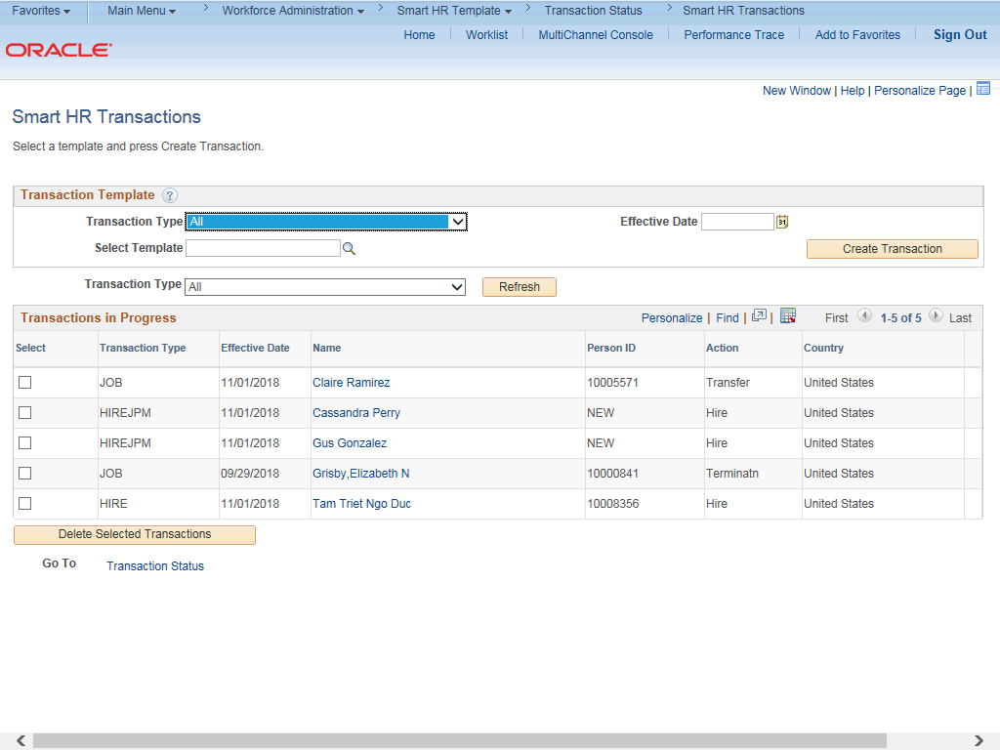 Favorites Main Menu > Workforce Administration > Smart HR Template > Transaction Status > Smart HR Transactions
Home Worklist MultiChannel Console Performance Trace Add to Favorites Sign Out
ORACLE
New Window | Help | Personalize Page |
Smart HR Transactions
Select a template and press Create Transaction.
Transaction Template ?
Transaction Type All Effective Date 31
Select Template Create Transaction
Transaction Type All Refresh
Transactions in Progress Personalize | Find | | First 1-5 of 5 Last
Select Transaction Type Effective Date Name Person ID Action Country
JOB 11/01/2018 Claire Ramirez 10005571 Transfer United States
HIREJPM 11/01/2018 Cassandra Perry NEW Hire United States
HIREJPM 11/01/2018 Gus Gonzalez NEW Hire United States
JOB 09/29/2018 Grisby,Elizabeth N 10000841 Terminatn United States
HIRE 11/01/2018 Tam Triet Ngo Duc 10008356 Hire United States
Delete Selected Transactions
Go To Transaction Status